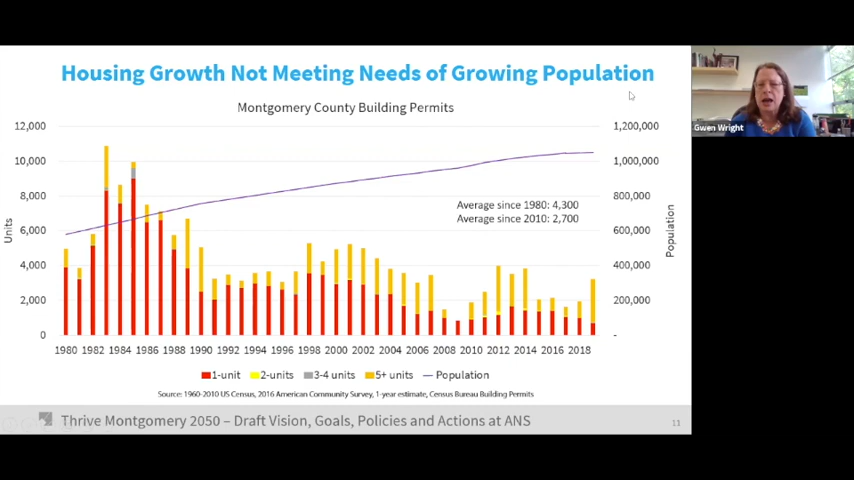 Housing Growth Not Meeting Needs of Growing Population
Montgomery County Building Permits
12,000
10,000
8,000
6,000
4,000
2,000
0
Units
1,200,000
1,000,000
800,000
600,000
400,000
200,000
-
Population
Average since 1980: 4,300
Average since 2010: 2,700
1980 1982 1984 1986 1988 1990 1992 1994 1996 1998 2000 2002 2004 2006 2008 2010 2012 2014 2016 2018
1-unit 2-units 3-4 units 5+ units Population
Source: 1960-2010 US Census, 2016 American Community Survey, 1-year estimate, Census Bureau Building Permits
Thrive Montgomery 2050 – Draft Vision, Goals, Policies and Actions at ANS
11
Gwen Wright